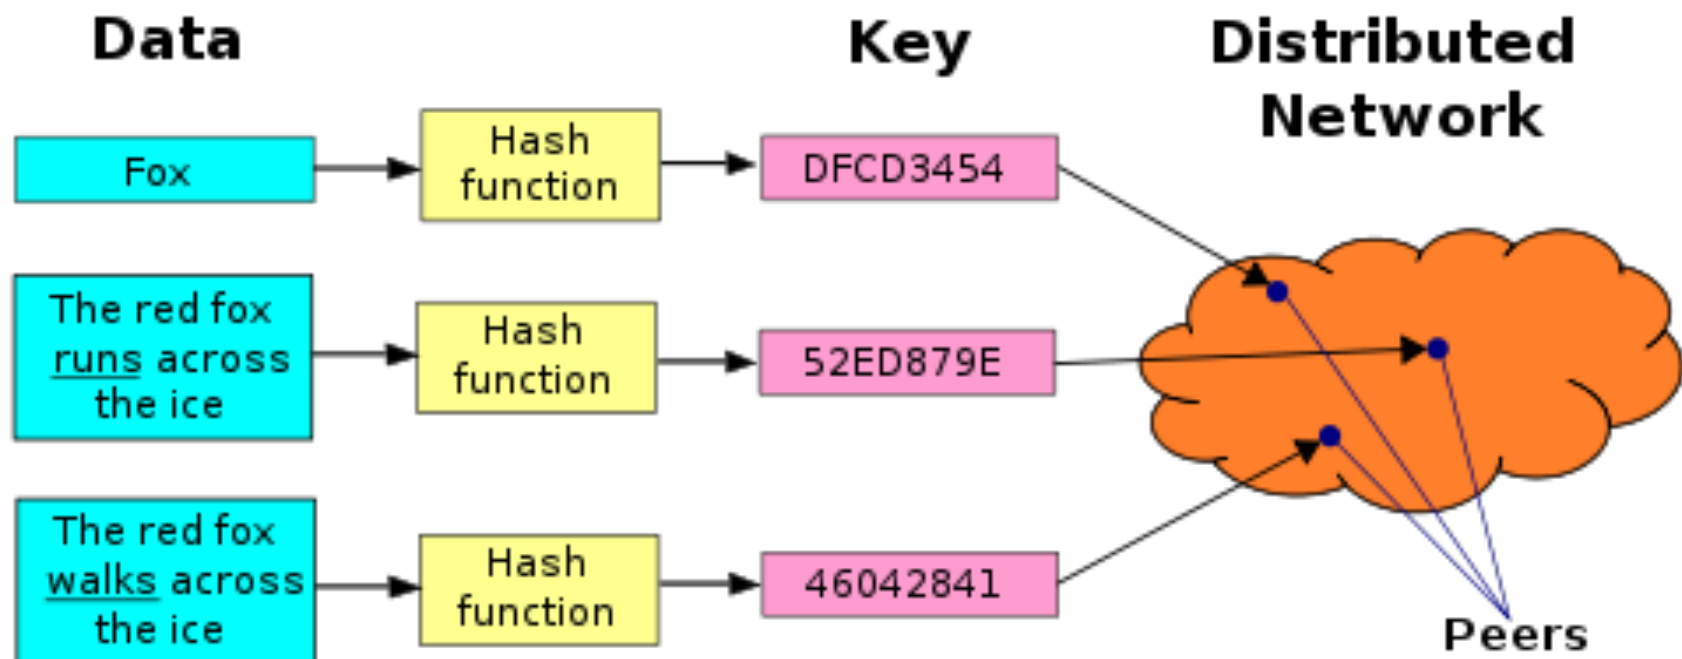 Data
Key
Distributed
Network
Fox
Hash
function
DFCD3454
The red fox
runs across
the ice
Hash
function
52ED879E
The red fox
walks across
the ice
Hash
function
46042841
Peers